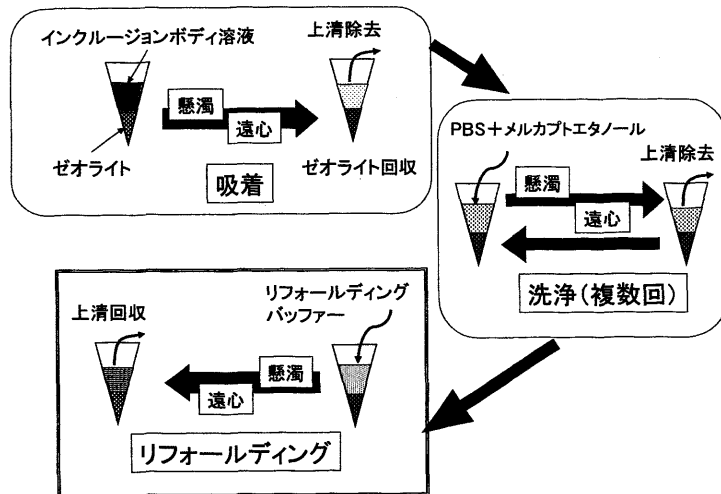 インクルージョンボディ溶液
上清除去
懸濁
遠心
ゼオライト
ゼオライト回収
吸着
PBS+メルカプトエタノール
上清除去
懸濁
遠心
洗浄(複数回)
リフォールディング
バッファー
上清回収
懸濁
遠心
リフォールディング